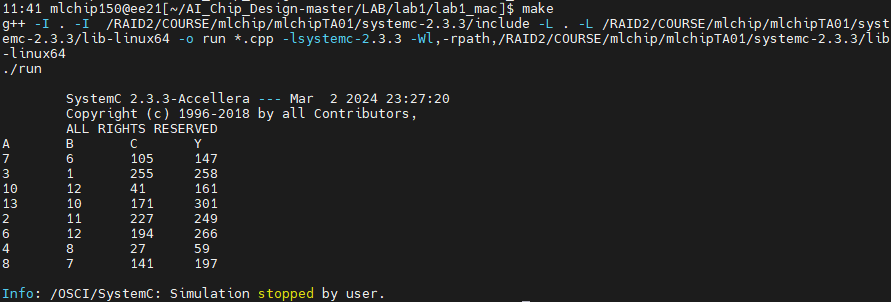 11:41 mlchip150@ee21[~/AI_Chip_Design-master/LAB/lab1/lab1_mac]$ make
g++ -I . -I  /RAID2/COURSE/mlchip/mlchipTA01/systemc-2.3.3/include -L . -L /RAID2/COURSE/mlchip/mlchipTA01/syst
emc-2.3.3/lib-linux64 -o run *.cpp -lsystemc-2.3.3 -Wl,-rpath,/RAID2/COURSE/mlchip/mlchipTA01/systemc-2.3.3/lib
-linux64
./run
SystemC 2.3.3-Accellera --- Mar  2 2024 23:27:20
Copyright (c) 1996-2018 by all Contributors,
ALL RIGHTS RESERVED
A B C Y
7 6 105 147
3 1 255 258
10 12 41 161
13 10 171 301
2 11 227 249
6 12 194 266
4 8 27 59
8 7 141 197
Info: /OSCI/SystemC: Simulation stopped by user.